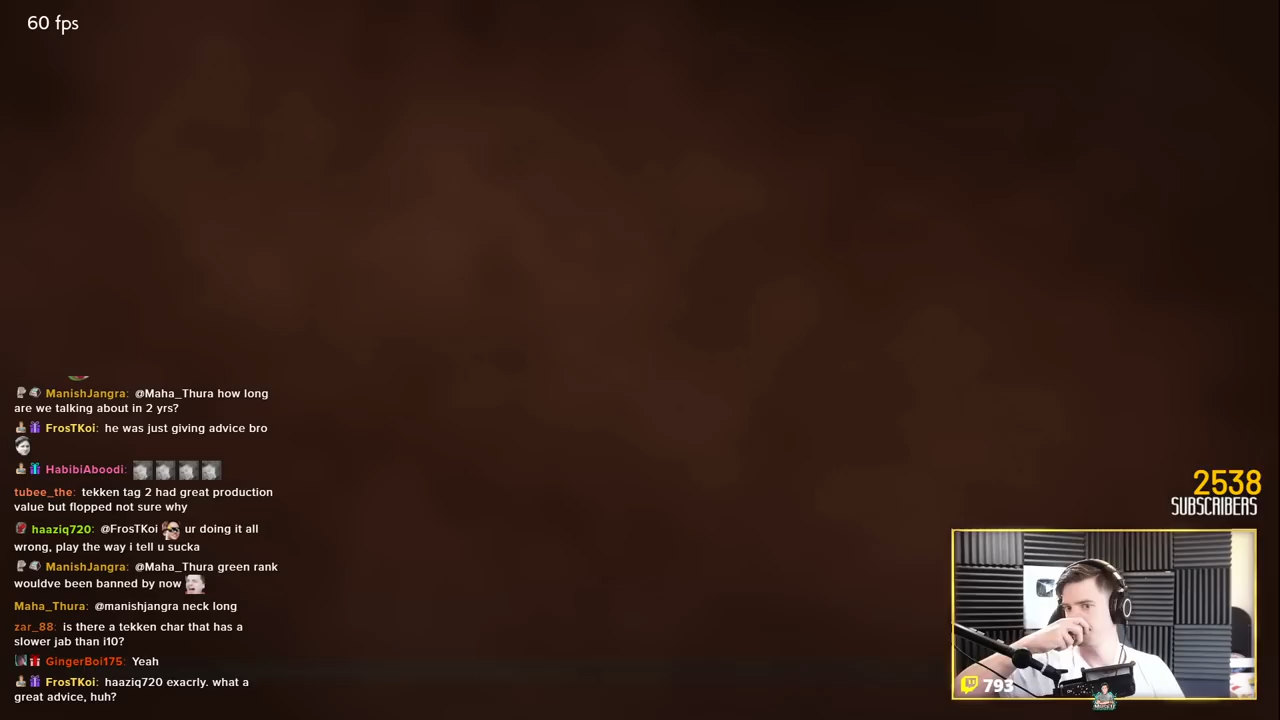 60 fps
ManishJangra: @Maha_Thura how long
are we talking about in 2 yrs?
FrosTKoi: he was just giving advice bro
HabibiAboodi:
tubee_the: tekken tag 2 had great production
value but flopped not sure why
haaziq720: @FrosTKoi ur doing it all
wrong, play the way i tell u sucka
ManishJangra: @Maha_Thura green rank
wouldve been banned by now
Maha_Thura: @manishjangra neck long
zar_88: is there a tekken char that has a
slower jab than i10?
GingerBoi175: Yeah
FrosTKoi: haaziq720 exacrly. what a
great advice, huh?
2538
SUBSCRIBERS
793